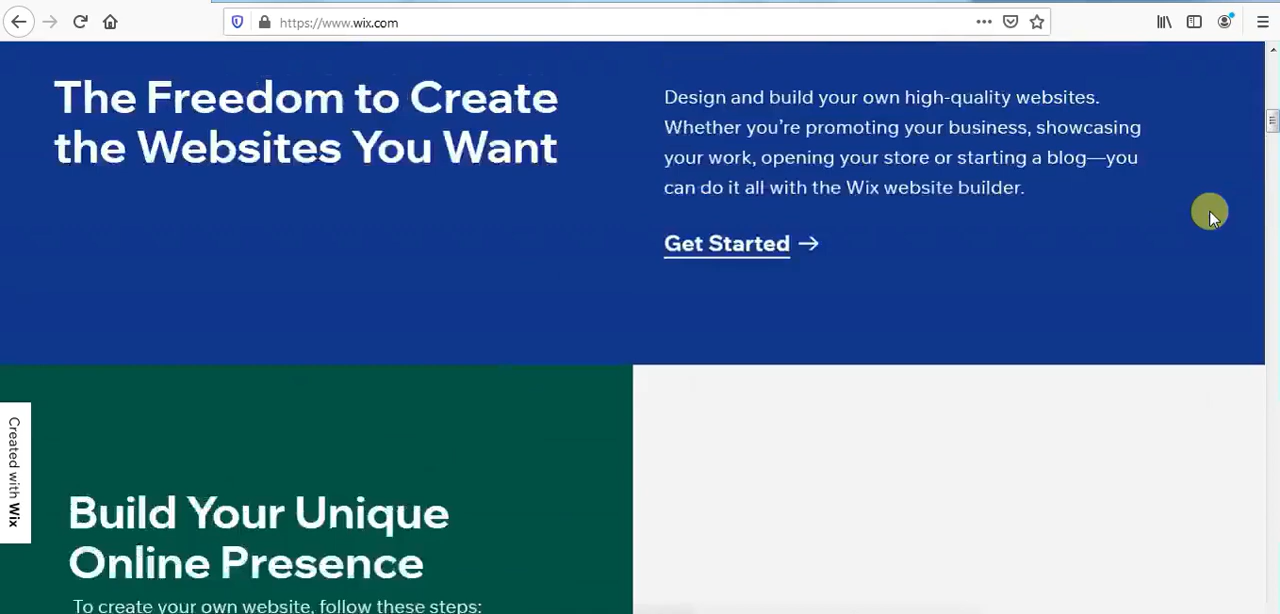 https://www.wix.com
The Freedom to Create
the Websites You Want
Design and build your own high-quality websites.
Whether you’re promoting your business, showcasing
your work, opening your store or starting a blog—you
can do it all with the Wix website builder.
Get Started
Created with Wix
Build Your Unique
Online Presence
To create your own website, follow these steps: